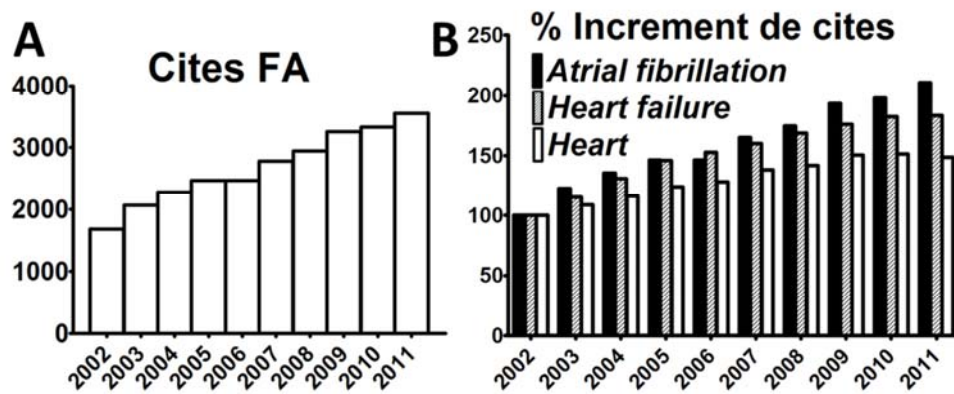 A
Cites FA
4000
3000
2000
1000
0
2002 2003 2004 2005 2006 2007 2008 2009 2010 2011
B
% Increment de cites
Atrial fibrillation
Heart failure
Heart
250
200
150
100
50
0
2002 2003 2004 2005 2006 2007 2008 2009 2010 2011